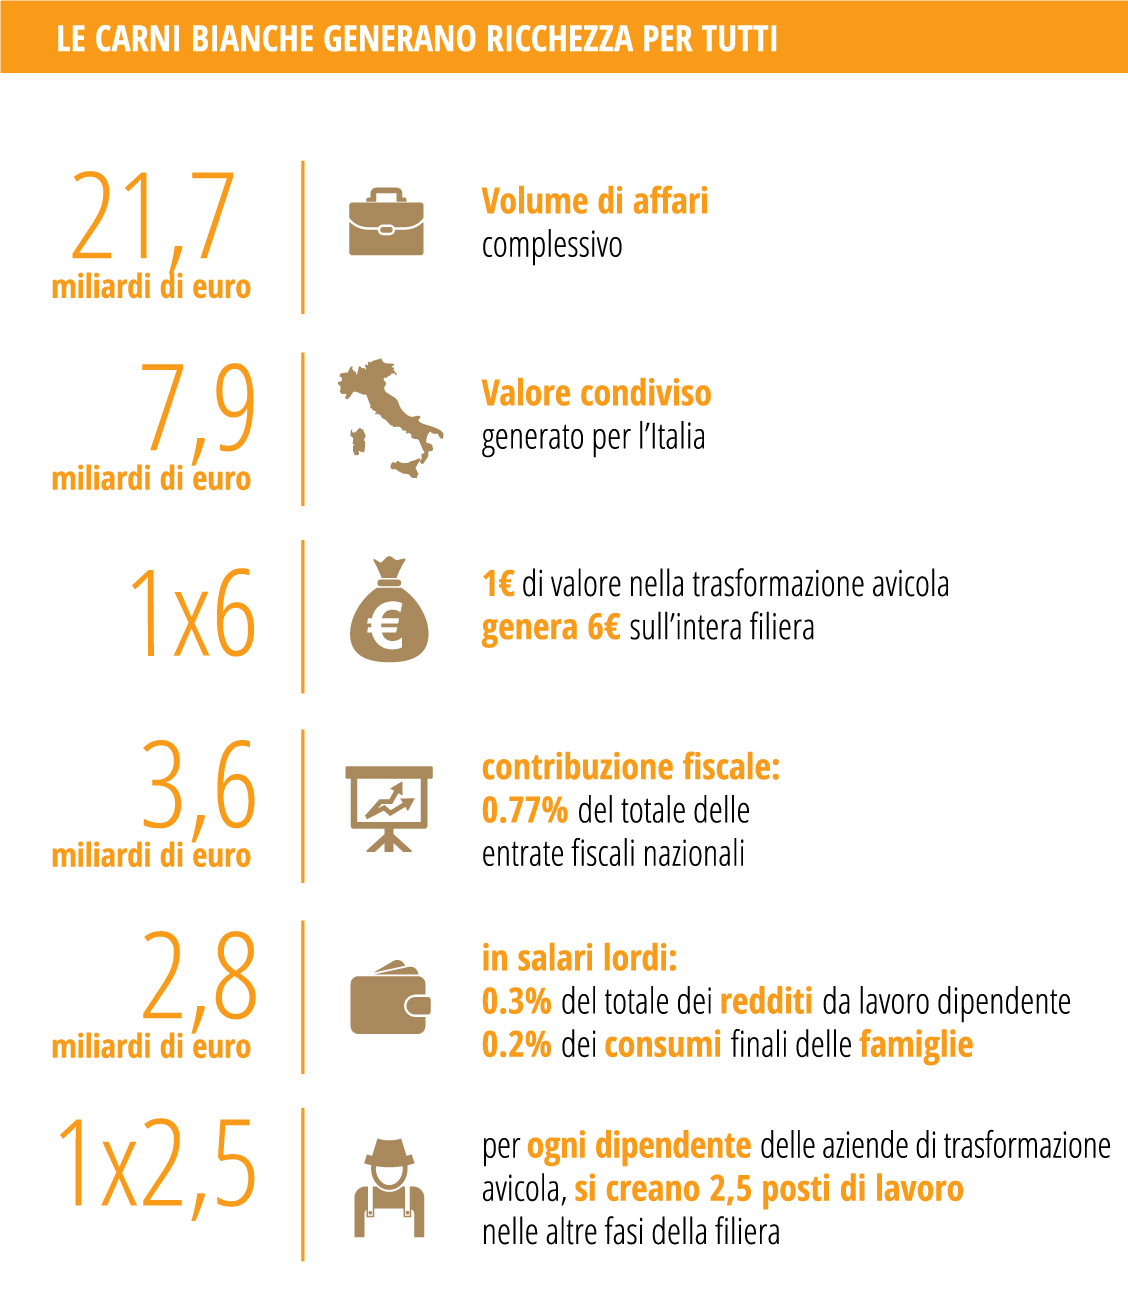 LE CARNI BIANCHE GENERANO RICCHEZZA PER TUTTI
21,7
miliardi di euro
Volume di affari
complessivo
7,9
miliardi di euro
Valore condiviso
generato per l’Italia
1x6
€
1€ di valore nella trasformazione avicola
genera 6€ sull’intera filiera
3,6
miliardi di euro
contribuzione fiscale:
0.77% del totale delle
entrate fiscali nazionali
2,8
miliardi di euro
in salari lordi:
0.3% del totale dei redditi da lavoro dipendente
0.2% dei consumi finali delle famiglie
1x2,5
per ogni dipendente delle aziende di trasformazione
avicola, si creano 2,5 posti di lavoro
nelle altre fasi della filiera